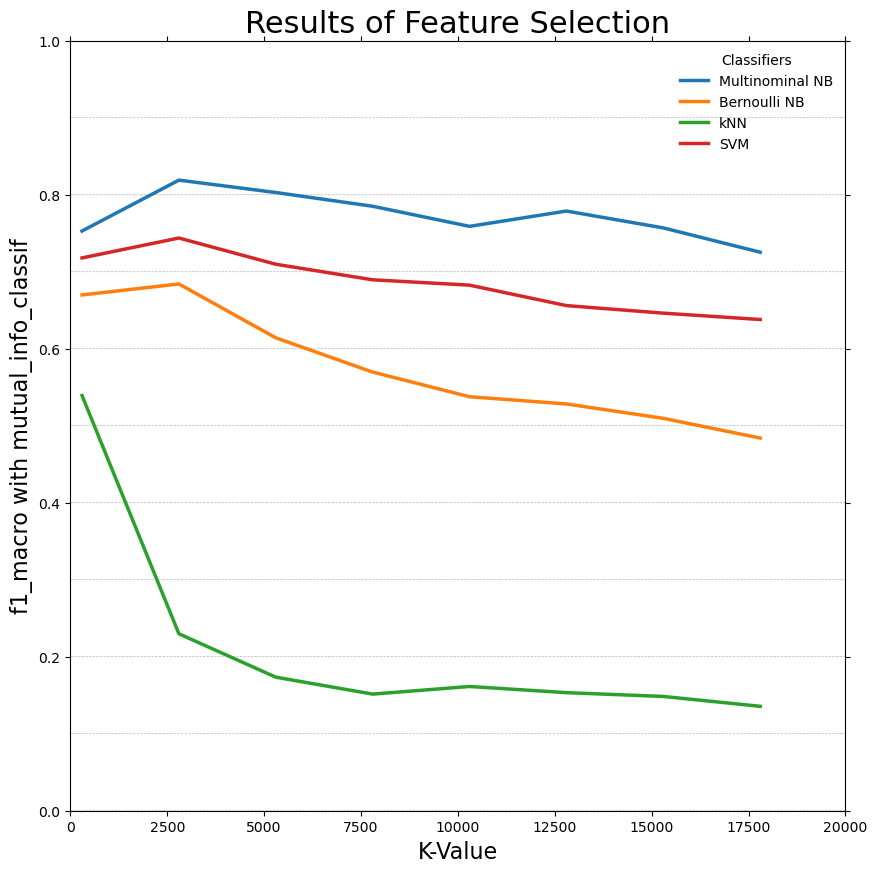 Results of Feature Selection
f1_macro with mutual_info_classif
1.0
0.8
0.6
0.4
0.2
0.0
Classifiers
Multinominal NB
Bernoulli NB
kNN
SVM
0 2500 5000 7500 10000 12500 15000 17500 20000
K-Value